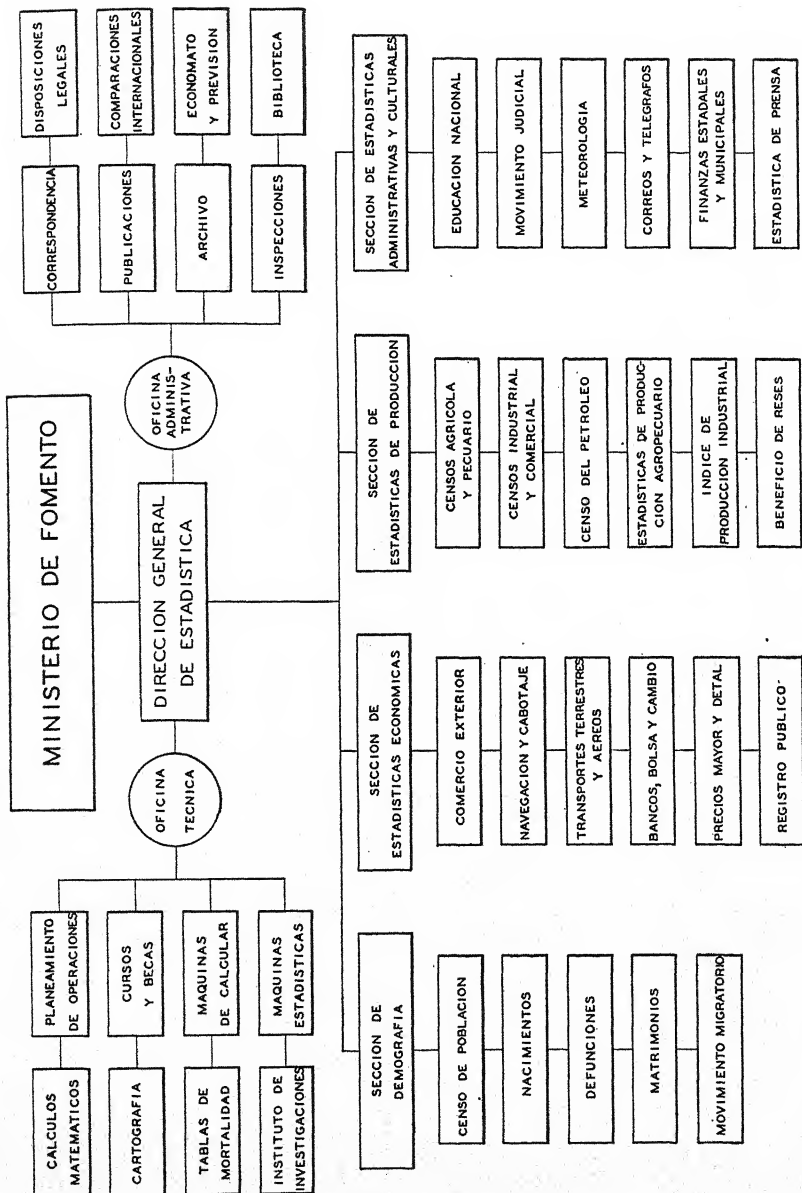 MINISTERIO DE FOMENTO
DIRECCION GENERAL
DE ESTADISTICA
OFICINA
TECNICA
OFICINA
ADMINIS-
TRATIVA
CALCULOS
MATEMATICOS
PLANEAMIENTO
DE OPERACIONES
CARTOGRAFIA
CURSOS
Y BECAS
TABLAS DE
MORTALIDAD
MAQUINAS
DE CALCULAR
INSTITUTO DE
INVESTIGACIONES
MAQUINAS
ESTADISTICAS
CORRESPONDENCIA
DISPOSICIONES
LEGALES
PUBLICACIONES
COMPARACIONES
INTERNACIONALES
ARCHIVO
ECONOMATO
Y PREVISION
INSPECCIONES
BIBLIOTECA
SECCION DE
DEMOGRAFIA
CENSO DE POBLACION
NACIMIENTOS
DEFUNCIONES
MATRIMONIOS
MOVIMIENTO MIGRATORIO
SECCION DE
ESTADISTICAS ECONOMICAS
COMERCIO EXTERIOR
NAVEGACION Y CABOTAJE
TRANSPORTES TERRESTRES
Y AEREOS
BANCOS, BOLSA Y CAMBIO
PRECIOS MAYOR Y DETAL
REGISTRO PUBLICO
SECCION DE
ESTADISTICAS DE PRODUCCION
CENSOS AGRICOLA
Y PECUARIO
CENSOS INDUSTRIAL
Y COMERCIAL
CENSO DEL PETROLEO
ESTADISTICAS DE PRODUC-
CION AGROPECUARIO
INDICE DE
PRODUCCION INDUSTRIAL
BENEFICIO DE RESES
SECCION DE ESTADISTICAS
ADMINISTRATIVAS Y CULTURALES
EDUCACION NACIONAL
MOVIMIENTO JUDICIAL
METEOROLOGIA
CORREOS Y TELEGRAFOS
FINANZAS ESTADALES
Y MUNICIPALES
ESTADISTICA DE PRENSA